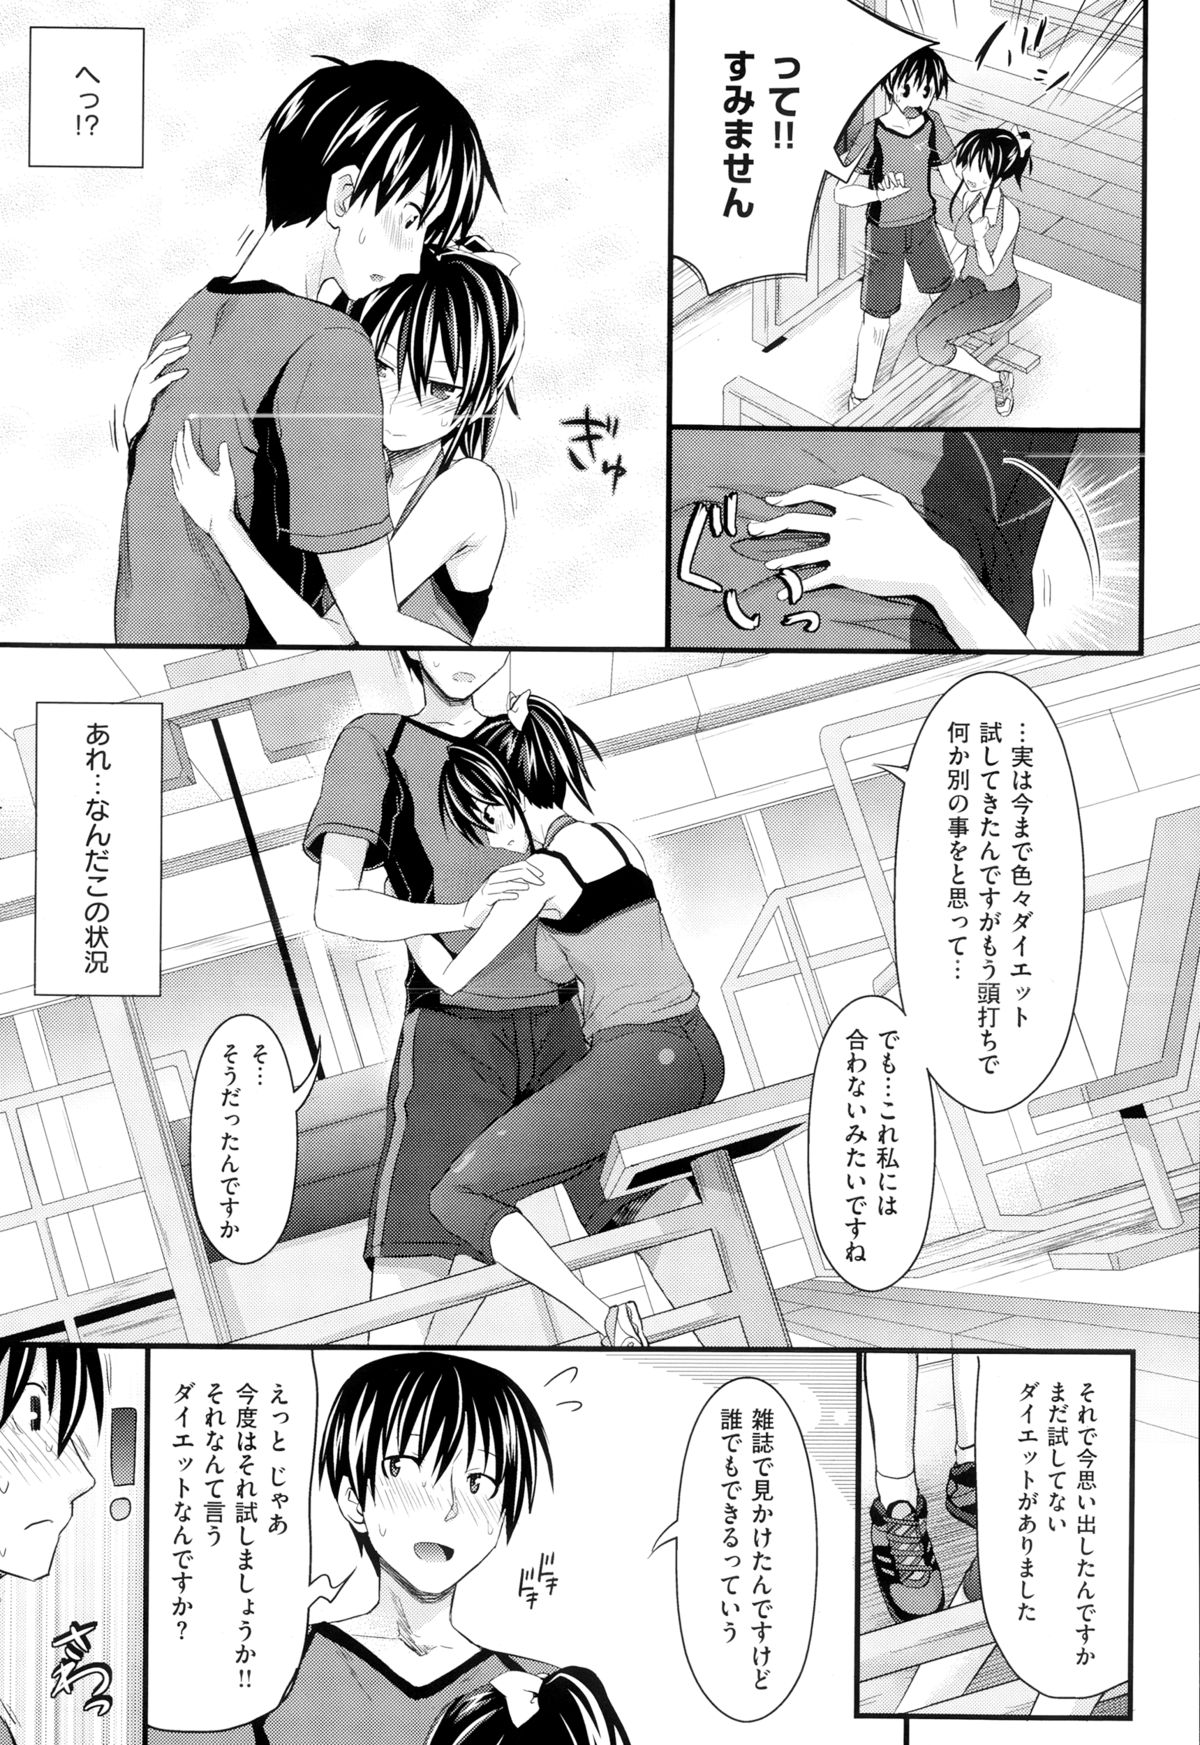 って!!
すみません
ぐいっ
ぎゅ
へっ!?
…実は今まで色々ダイエット
試してきたんですがもう頭打ちで
何か別の事をと思って…
でも…これ私には
合わないみたいですね
そ…
そうだったんですか
あれ…なんだこの状況
それで今思い出したんですか
まだ試してない
ダイエットがありました
雑誌で見かけたんですけど
誰でもできるっていう
ドキ
ドキ
えっと じゃあ
今度はそれ試しましょうか!!
それなんて言う
ダイエットなんですか?
!
さわっ